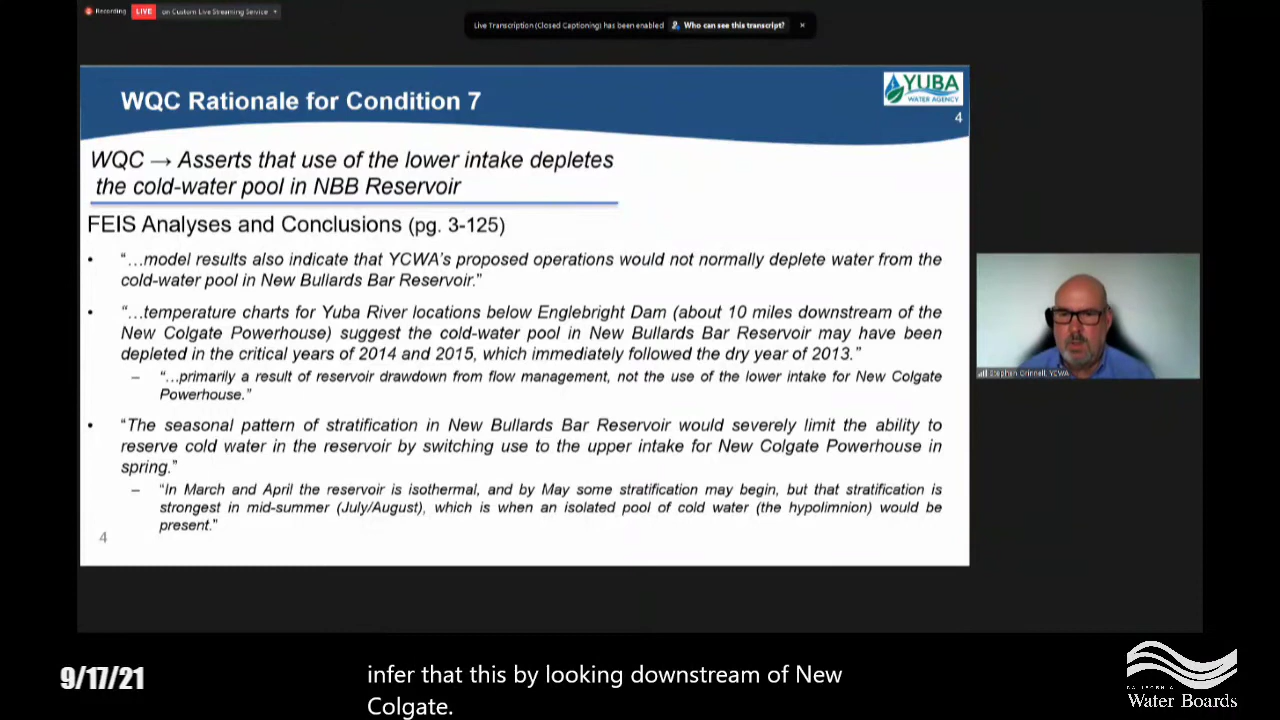 Recording LIVE on Custom Live Streaming Service
Live Transcription (Closed Captioning) has been enabled Who can see this transcript? ×
WQC Rationale for Condition 7
YUBA
WATER AGENCY
4
WQC → Asserts that use of the lower intake depletes
the cold-water pool in NBB Reservoir
FEIS Analyses and Conclusions (pg. 3-125)
• “…model results also indicate that YCWA’s proposed operations would not normally deplete water from the
cold-water pool in New Bullards Bar Reservoir.”
• “…temperature charts for Yuba River locations below Englebright Dam (about 10 miles downstream of the
New Colgate Powerhouse) suggest the cold-water pool in New Bullards Bar Reservoir may have been
depleted in the critical years of 2014 and 2015, which immediately followed the dry year of 2013.”
– “…primarily a result of reservoir drawdown from flow management, not the use of the lower intake for New Colgate
Powerhouse.”
• “The seasonal pattern of stratification in New Bullards Bar Reservoir would severely limit the ability to
reserve cold water in the reservoir by switching use to the upper intake for New Colgate Powerhouse in
spring.”
– “In March and April the reservoir is isothermal, and by May some stratification may begin, but that stratification is
strongest in mid-summer (July/August), which is when an isolated pool of cold water (the hypolimnion) would be
present.”
4
Stephen Grinnell, YCWA
9/17/21
infer that this by looking downstream of New
Colgate.
CALIFORNIA
Water Boards